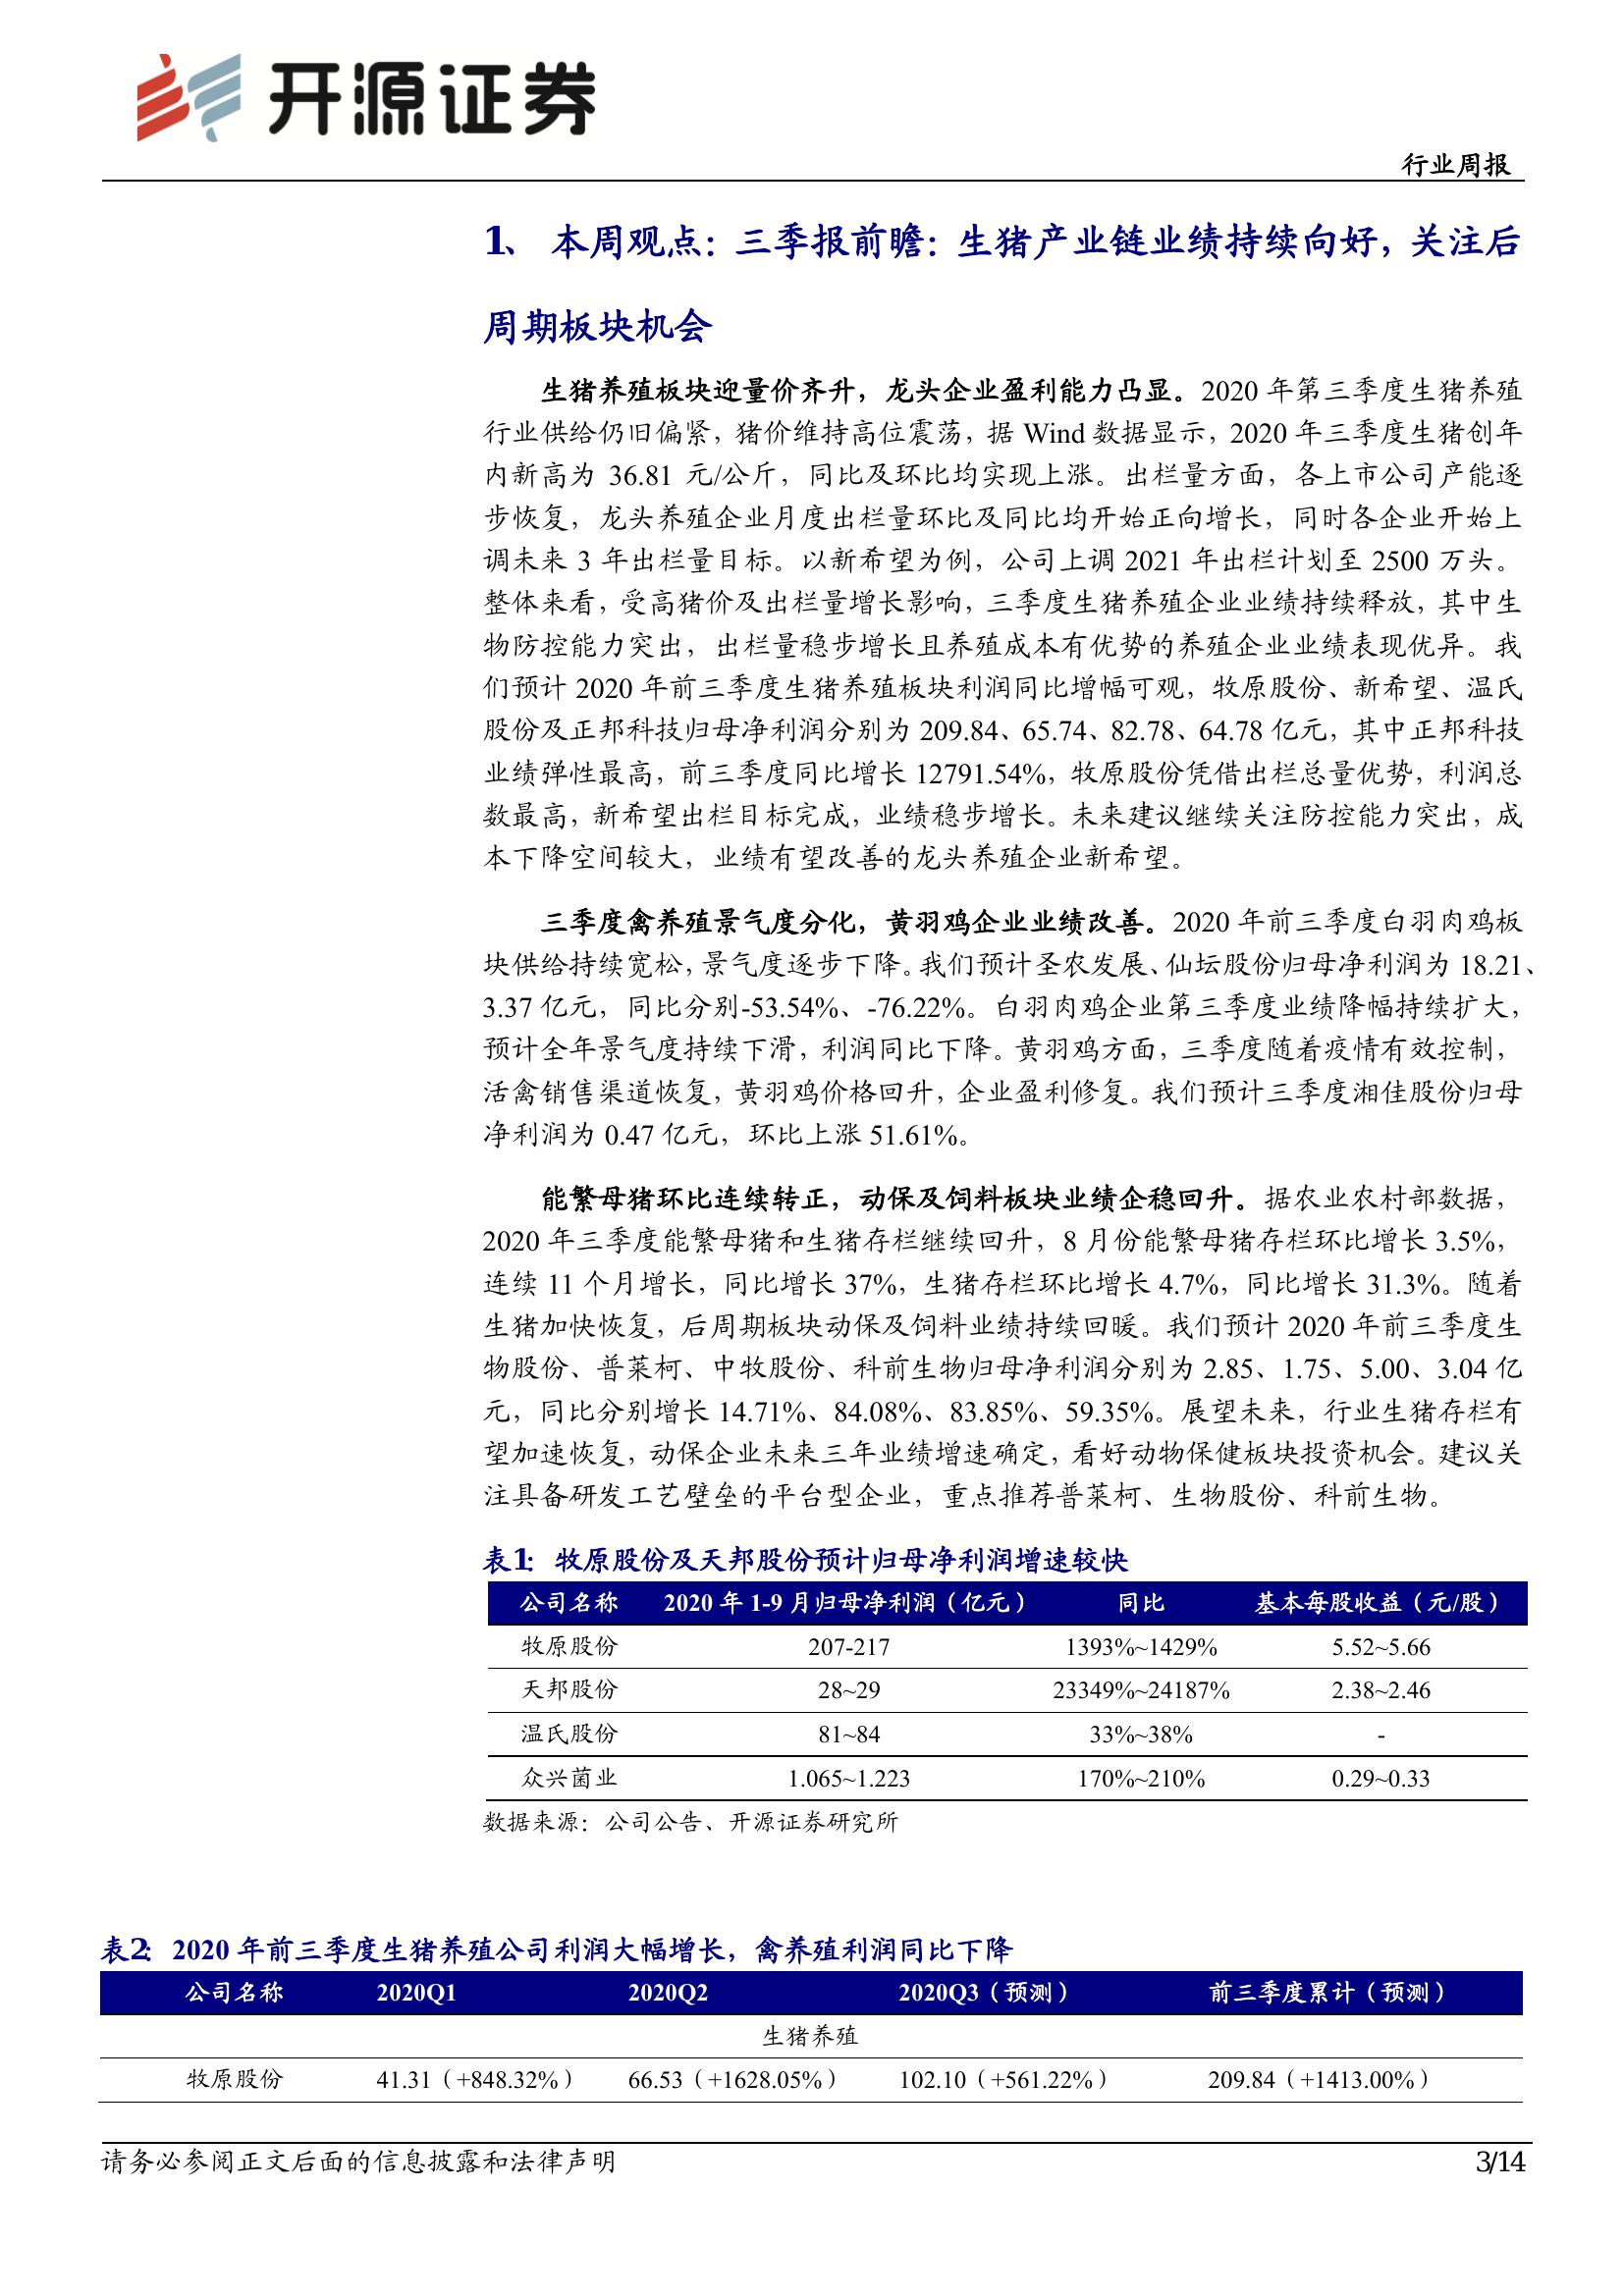 开源证券
行业周报
1、 本周观点：三季报前瞻：生猪产业链业绩持续向好，关注后
周期板块机会
生猪养殖板块迎量价齐升，龙头企业盈利能力凸显。2020 年第三季度生猪养殖
行业供给仍旧偏紧，猪价维持高位震荡，据 Wind 数据显示，2020 年三季度生猪创年
内新高为 36.81 元/公斤，同比及环比均实现上涨。出栏量方面，各上市公司产能逐
步恢复，龙头养殖企业月度出栏量环比及同比均开始正向增长，同时各企业开始上
调未来 3 年出栏量目标。以新希望为例，公司上调 2021 年出栏计划至 2500 万头。
整体来看，受高猪价及出栏量增长影响，三季度生猪养殖企业业绩持续释放，其中生
物防控能力突出，出栏量稳步增长且养殖成本有优势的养殖企业业绩表现优异。我
们预计 2020 年前三季度生猪养殖板块利润同比增幅可观，牧原股份、新希望、温氏
股份及正邦科技归母净利润分别为 209.84、65.74、82.78、64.78 亿元，其中正邦科技
业绩弹性最高，前三季度同比增长 12791.54%，牧原股份凭借出栏总量优势，利润总
数最高，新希望出栏目标完成，业绩稳步增长。未来建议继续关注防控能力突出，成
本下降空间较大，业绩有望改善的龙头养殖企业新希望。
三季度禽养殖景气度分化，黄羽鸡企业业绩改善。2020 年前三季度白羽肉鸡板
块供给持续宽松，景气度逐步下降。我们预计圣农发展、仙坛股份归母净利润为 18.21、
3.37 亿元，同比分别-53.54%、-76.22%。白羽肉鸡企业第三季度业绩降幅持续扩大，
预计全年景气度持续下滑，利润同比下降。黄羽鸡方面，三季度随着疫情有效控制，
活禽销售渠道恢复，黄羽鸡价格回升，企业盈利修复。我们预计三季度湘佳股份归母
净利润为 0.47 亿元，环比上涨 51.61%。
能繁母猪环比连续转正，动保及饲料板块业绩企稳回升。据农业农村部数据，
2020 年三季度能繁母猪和生猪存栏继续回升，8 月份能繁母猪存栏环比增长 3.5%，
连续 11 个月增长，同比增长 37%，生猪存栏环比增长 4.7%，同比增长 31.3%。随着
生猪加快恢复，后周期板块动保及饲料业绩持续回暖。我们预计 2020 年前三季度生
物股份、普莱柯、中牧股份、科前生物归母净利润分别为 2.85、1.75、5.00、3.04 亿
元，同比分别增长 14.71%、84.08%、83.85%、59.35%。展望未来，行业生猪存栏有
望加速恢复，动保企业未来三年业绩增速确定，看好动物保健板块投资机会。建议关
注具备研发工艺壁垒的平台型企业，重点推荐普莱柯、生物股份、科前生物。
表1：牧原股份及天邦股份预计归母净利润增速较快
公司名称 2020 年 1-9 月归母净利润（亿元） 同比 基本每股收益（元/股）
牧原股份 207-217 1393%~1429% 5.52~5.66
天邦股份 28~29 23349%~24187% 2.38~2.46
温氏股份 81~84 33%~38% -
众兴菌业 1.065~1.223 170%~210% 0.29~0.33
数据来源：公司公告、开源证券研究所
表2：2020 年前三季度生猪养殖公司利润大幅增长，禽养殖利润同比下降
公司名称 2020Q1 2020Q2 2020Q3（预测） 前三季度累计（预测）
生猪养殖
牧原股份 41.31（+848.32%） 66.53（+1628.05%） 102.10（+561.22%） 209.84（+1413.00%）
请务必参阅正文后面的信息披露和法律声明 3/14